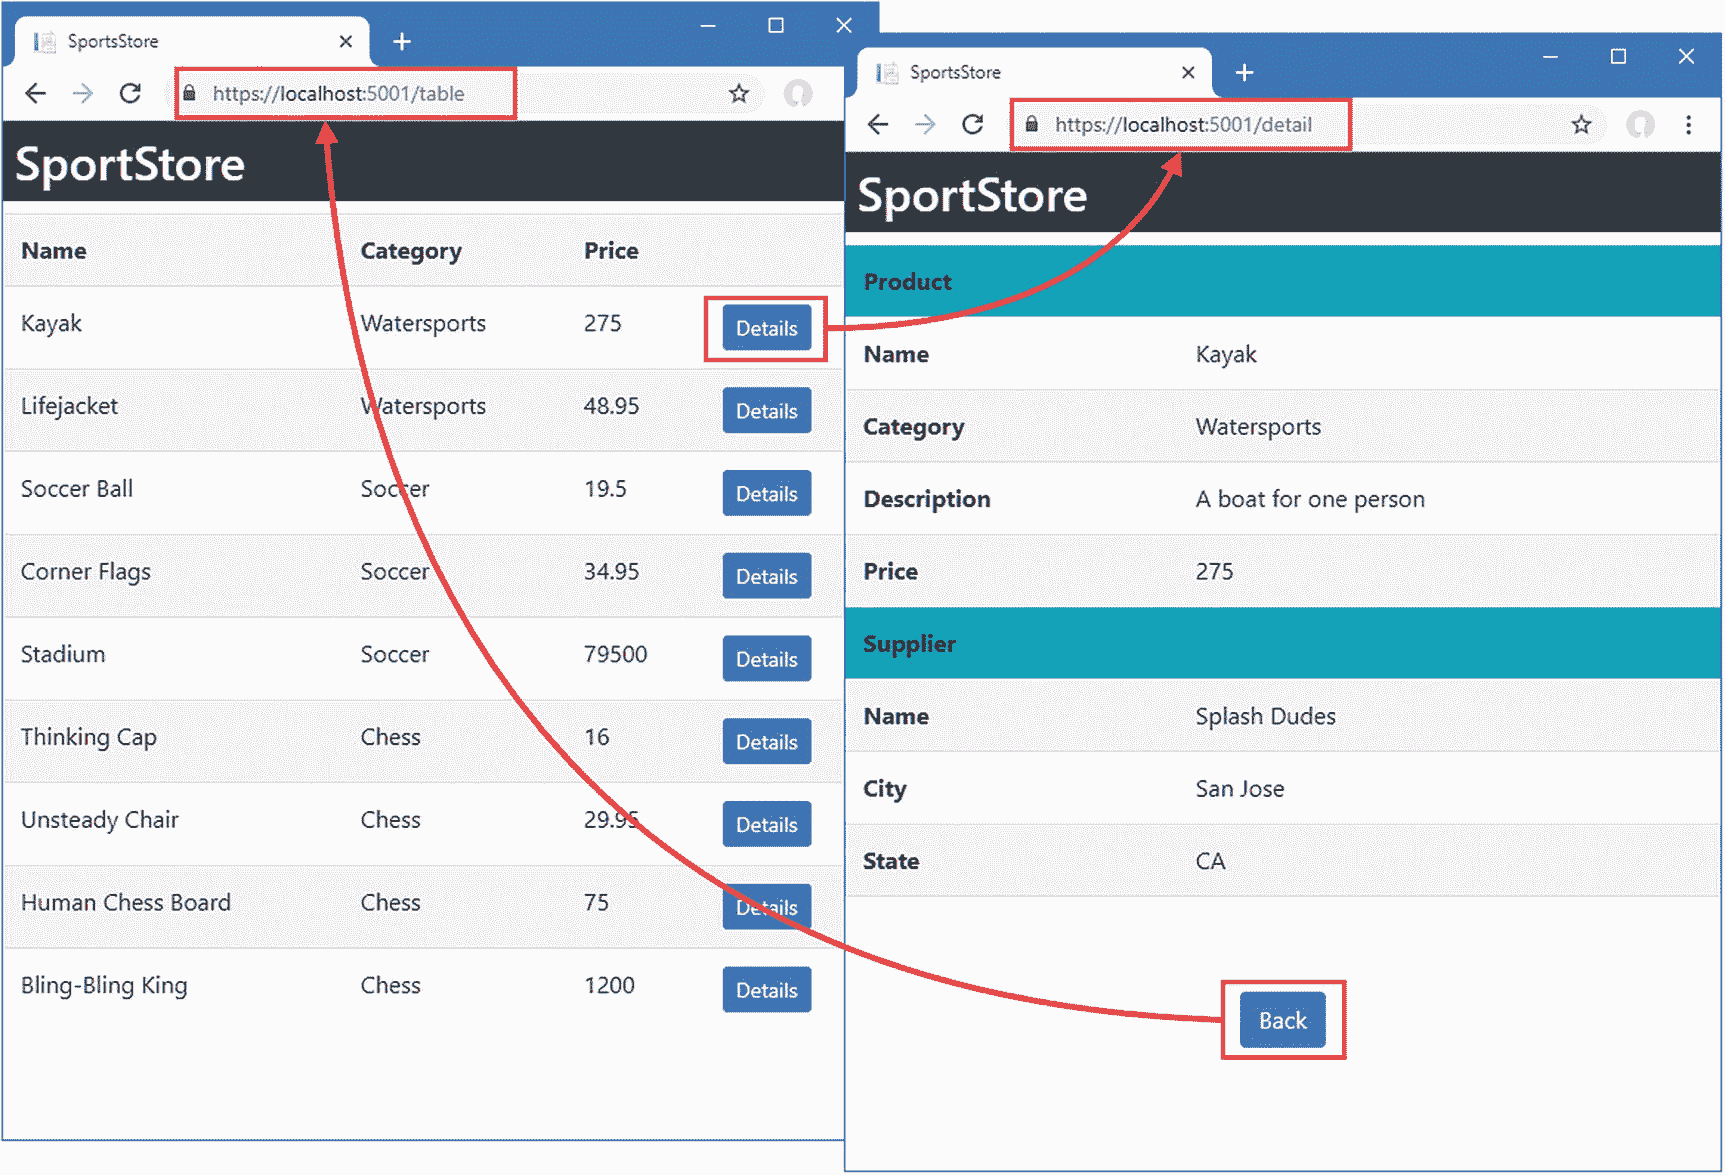 SportsStore
https://localhost:5001/table
SportStore
Name Category Price
Kayak Watersports 275 Details
Lifejacket Watersports 48.95 Details
Soccer Ball Soccer 19.5 Details
Corner Flags Soccer 34.95 Details
Stadium Soccer 79500 Details
Thinking Cap Chess 16 Details
Unsteady Chair Chess 29.95 Details
Human Chess Board Chess 75 Details
Bling-Bling King Chess 1200 Details
SportsStore
https://localhost:5001/detail
SportStore
Product
Name Kayak
Category Watersports
Description A boat for one person
Price 275
Supplier
Name Splash Dudes
City San Jose
State CA
Back